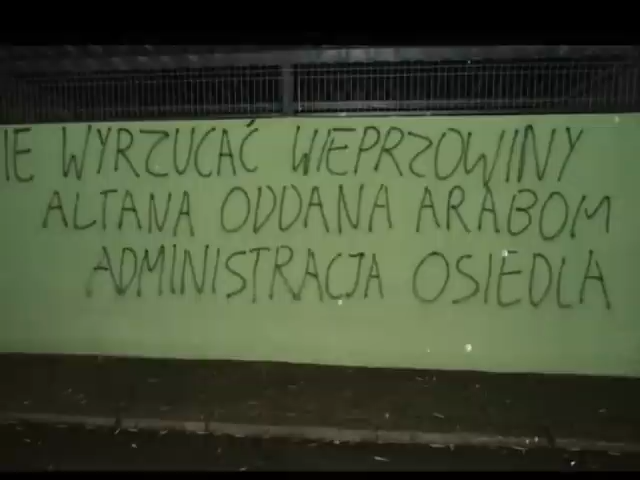 IE WYRZUCAĆ WIEPRZOWINY
ALTANA ODDANA ARABOM
ADMINISTRACJA OSIEDLA